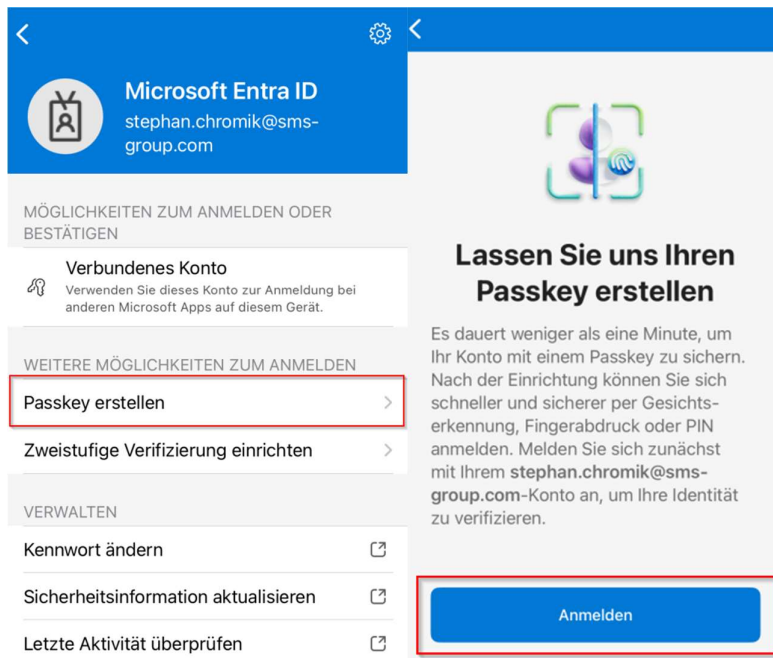 Microsoft Entra ID
stephan.chromik@sms-
group.com
MÖGLICHKEITEN ZUM ANMELDEN ODER
BESTÄTIGEN
Verbundenes Konto
Verwenden Sie dieses Konto zur Anmeldung bei
anderen Microsoft Apps auf diesem Gerät.
WEITERE MÖGLICHKEITEN ZUM ANMELDEN
Passkey erstellen
Zweistufige Verifizierung einrichten
VERWALTEN
Kennwort ändern
Sicherheitsinformation aktualisieren
Letzte Aktivität überprüfen
Lassen Sie uns Ihren
Passkey erstellen
Es dauert weniger als eine Minute, um
Ihr Konto mit einem Passkey zu sichern.
Nach der Einrichtung können Sie sich
schneller und sicherer per Gesichts-
erkennung, Fingerabdruck oder PIN
anmelden. Melden Sie sich zunächst
mit Ihrem stephan.chromik@sms-
group.com-Konto an, um Ihre Identität
zu verifizieren.
Anmelden